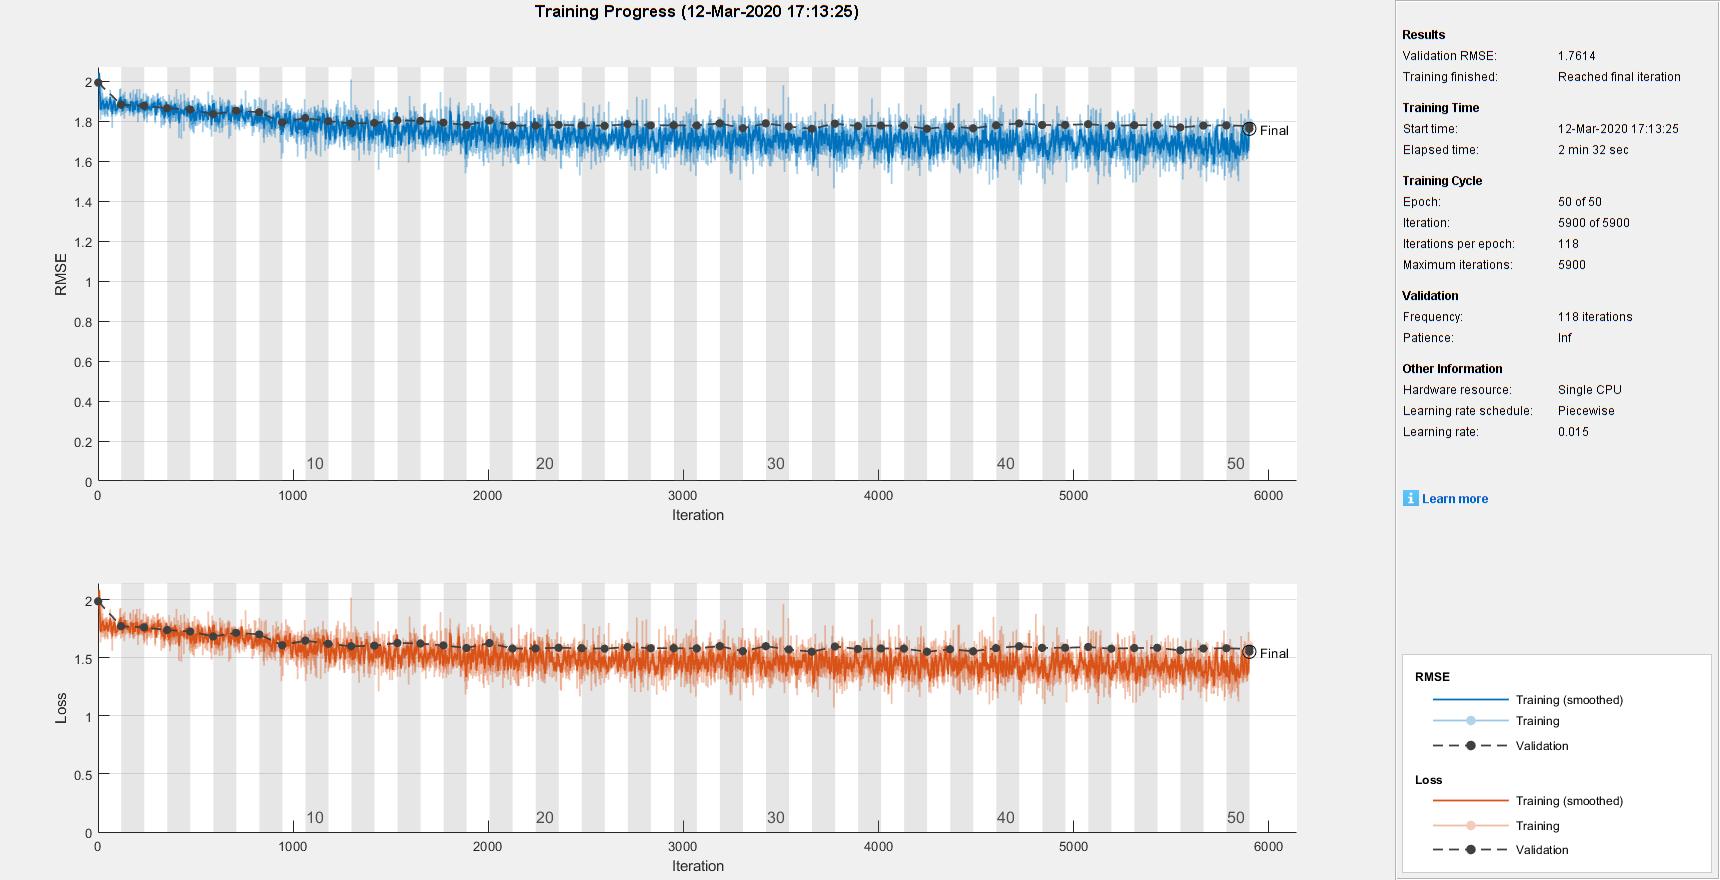 Training Progress (12-Mar-2020 17:13:25)
2
1.8
1.6
1.4
1.2
1
0.8
0.6
0.4
0.2
0
RMSE
Final
10 20 30 40 50
0 1000 2000 3000 4000 5000 6000
Iteration
2
1.5
1
0.5
0
Loss
Final
10 20 30 40 50
0 1000 2000 3000 4000 5000 6000
Iteration
Results
Validation RMSE: 1.7614
Training finished: Reached final iteration
Training Time
Start time: 12-Mar-2020 17:13:25
Elapsed time: 2 min 32 sec
Training Cycle
Epoch: 50 of 50
Iteration: 5900 of 5900
Iterations per epoch: 118
Maximum iterations: 5900
Validation
Frequency: 118 iterations
Patience: Inf
Other Information
Hardware resource: Single CPU
Learning rate schedule: Piecewise
Learning rate: 0.015
i Learn more
RMSE
Training (smoothed)
Training
Validation
Loss
Training (smoothed)
Training
Validation